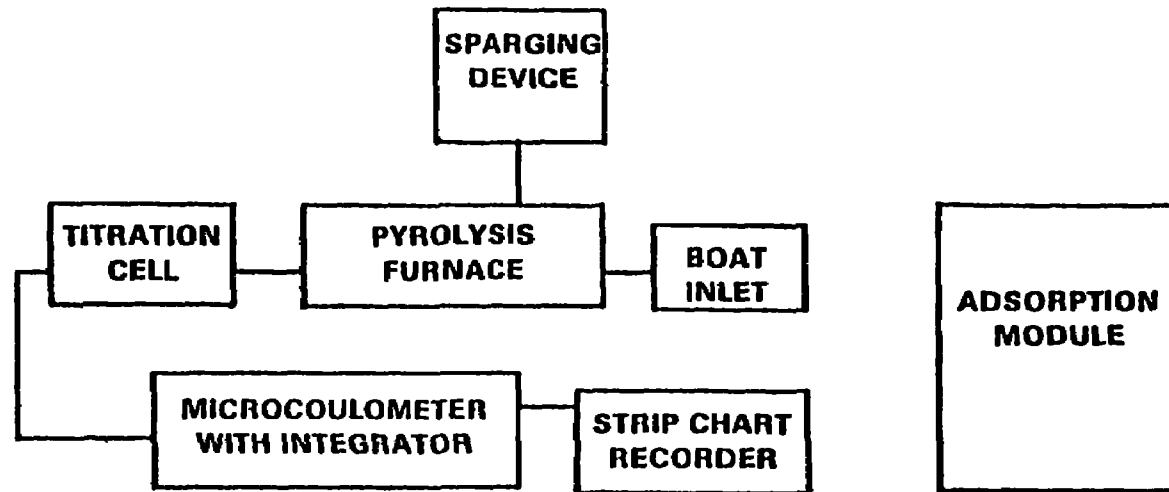 SPARGING
DEVICE
TITRATION
CELL
PYROLYSIS
FURNACE
BOAT
INLET
ADSORPTION
MODULE
MICROCOULOMETER
WITH INTEGRATOR
STRIP CHART
RECORDER